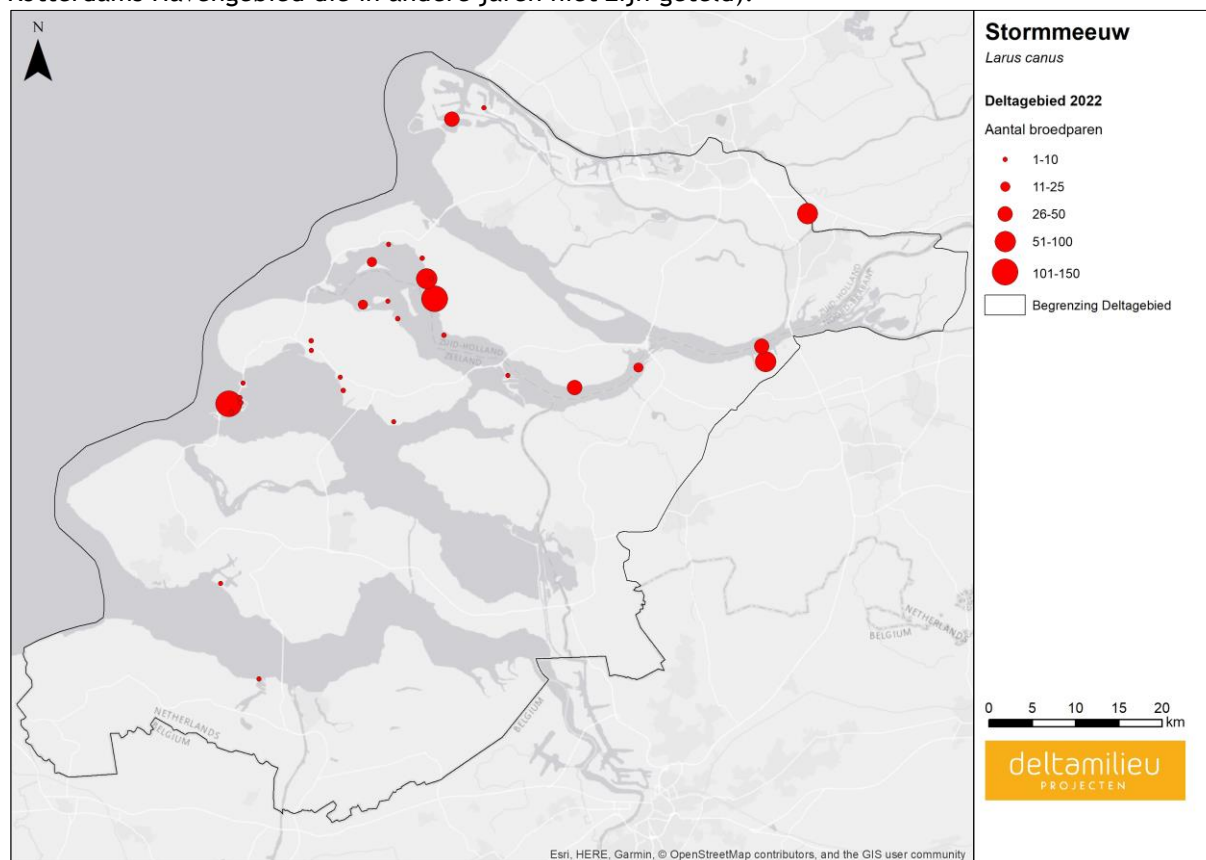 Rotterdams Havengebied die in andere jaren niet zijn geteld).
N
Stormmeeuw
Larus canus
Deltagebied 2022
Aantal broedparen
1-10
11-25
26-50
51-100
101-150
Begrenzing Deltagebied
ZUID-HOLLAND
ZUID-HOLLAND
ZEELAND
NETHERLANDS
BELGIUM
NETHERLANDS
BELGIUM
BELGIUM
0 5 10 15 20
km
deltamilieu
PROJECTEN
Esri, HERE, Garmin, © OpenStreetMap contributors, and the GIS user community